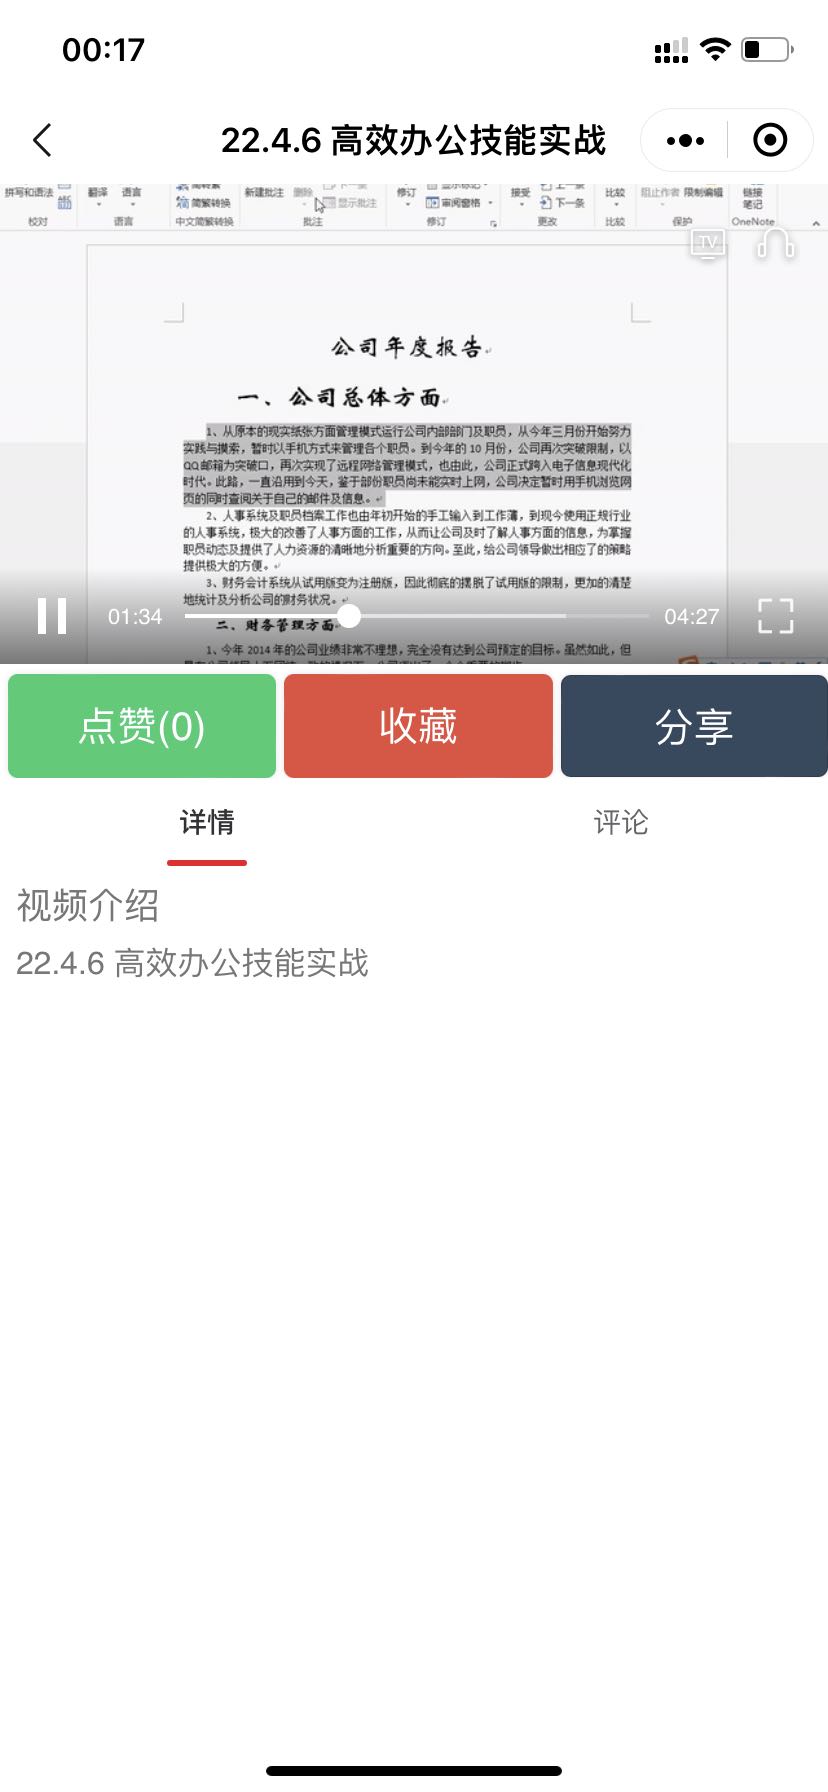 00:17
22.4.6 高效办公技能实战
拼写和语法 翻译 语言 简转繁 新建批注 删除 下一条 修订 显示标记 接受 上一条 比较 阻止作者 限制编辑 链接
简繁转换 显示批注 审阅窗格 下一条 笔记
校对 语言 中文简繁转换 批注 修订 更改 比较 保护 OneNote
TV
公司年度报告
一、公司总体方面
1、从原本的现实纸张方面管理模式运行公司内部部门及职员，从今年三月份开始努力
实践与摸索，暂时以手机方式来管理各个职员。到今年的 10 月份，公司再次突破限制，以
QQ 邮箱为突破口，再次实现了远程网络管理模式，也由此，公司正式跨入电子信息现代化
时代。此路，一直沿用到今天，鉴于部份职员尚未能实时上网，公司决定暂时用手机浏览网
页的同时查阅关于自己的邮件及信息。
2、人事系统及职员档案工作也由年初开始的手工输入到工作薄，到现今使用正规行业
的人事系统，极大的改善了人事方面的工作，从而让公司及时了解人事方面的信息，为掌握
职员动态及提供了人力资源的清晰地分析重要的方向。至此，给公司领导做出相应了的策略
提供极大的方便。
3、财务会计系统从试用版变为注册版，因此彻底的摆脱了试用版的限制，更加的清楚
地统计及分析公司的财务状况。
01:34
04:27
二、财务管理方面
1、今年 2014 年的公司业绩非常不理想，完全没有达到公司预定的目标。虽然如此，但
点赞(0)
收藏
分享
详情
评论
视频介绍
22.4.6 高效办公技能实战